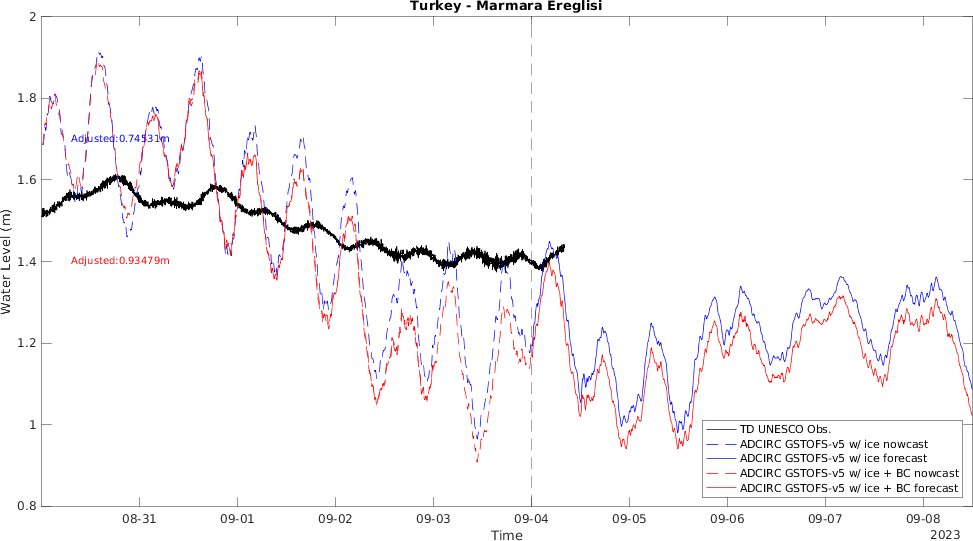 Turkey - Marmara Ereglisi
2
1.8
1.6
1.4
1.2
1
0.8
Water Level (m)
Adjusted:0.74531m
Adjusted:0.93479m
TD UNESCO Obs.
ADCIRC GSTOFS-v5 w/ ice nowcast
ADCIRC GSTOFS-v5 w/ ice forecast
ADCIRC GSTOFS-v5 w/ ice + BC nowcast
ADCIRC GSTOFS-v5 w/ ice + BC forecast
08-31 09-01 09-02 09-03 09-04 09-05 09-06 09-07 09-08
Time
2023